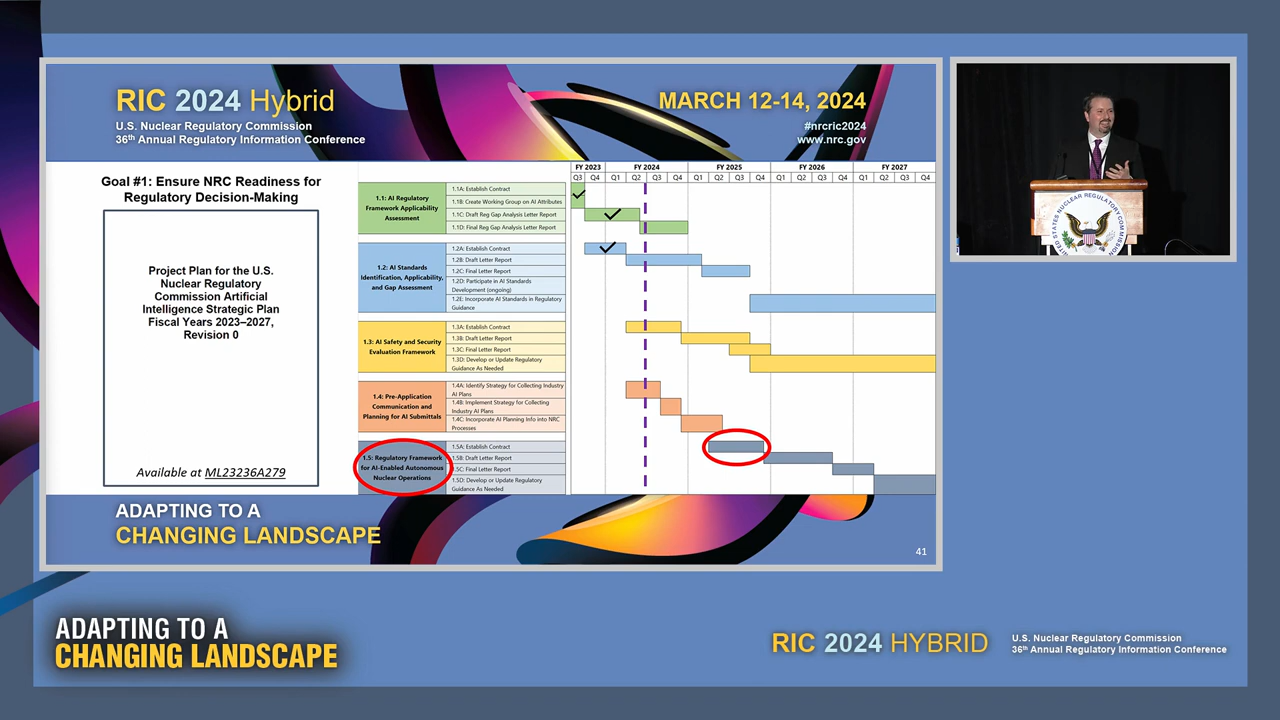 RIC 2024 Hybrid
U.S. Nuclear Regulatory Commission
36th Annual Regulatory Information Conference
MARCH 12-14, 2024
#nrcric2024
www.nrc.gov
Goal #1: Ensure NRC Readiness for
Regulatory Decision-Making
Project Plan for the U.S.
Nuclear Regulatory
Commission Artificial
Intelligence Strategic Plan
Fiscal Years 2023–2027,
Revision 0
Available at ML23236A279
FY 2023 FY 2024 FY 2025 FY 2026 FY 2027
Q3 Q4 Q1 Q2 Q3 Q4 Q1 Q2 Q3 Q4 Q1 Q2 Q3 Q4 Q1 Q2 Q3 Q4
1.1: AI Regulatory
Framework Applicability
Assessment
1.1A: Establish Contract
1.1B: Create Working Group on AI Attributes
1.1C: Draft Reg Gap Analysis Letter Report
1.1D: Final Reg Gap Analysis Letter Report
1.2: AI Standards
Identification, Applicability,
and Gap Assessment
1.2A: Establish Contract
1.2B: Draft Letter Report
1.2C: Final Letter Report
1.2D: Participate in AI Standards
Development (ongoing)
1.2E: Incorporate AI Standards in Regulatory
Guidance
1.3: AI Safety and Security
Evaluation Framework
1.3A: Establish Contract
1.3B: Draft Letter Report
1.3C: Final Letter Report
1.3D: Develop or Update Regulatory
Guidance As Needed
1.4: Pre-Application
Communication and
Planning for AI Submittals
1.4A: Identify Strategy for Collecting Industry
AI Plans
1.4B: Implement Strategy for Collecting
Industry AI Plans
1.4C: Incorporate AI Planning Info into NRC
Processes
1.5: Regulatory Framework
for AI-Enabled Autonomous
Nuclear Operations
1.5A: Establish Contract
1.5B: Draft Letter Report
1.5C: Final Letter Report
1.5D: Develop or Update Regulatory
Guidance As Needed
ADAPTING TO A
CHANGING LANDSCAPE
41
UNITED STATES NUCLEAR REGULATORY COMMISSION
ADAPTING TO A
CHANGING LANDSCAPE
RIC 2024 HYBRID
U.S. Nuclear Regulatory Commission
36th Annual Regulatory Information Conference